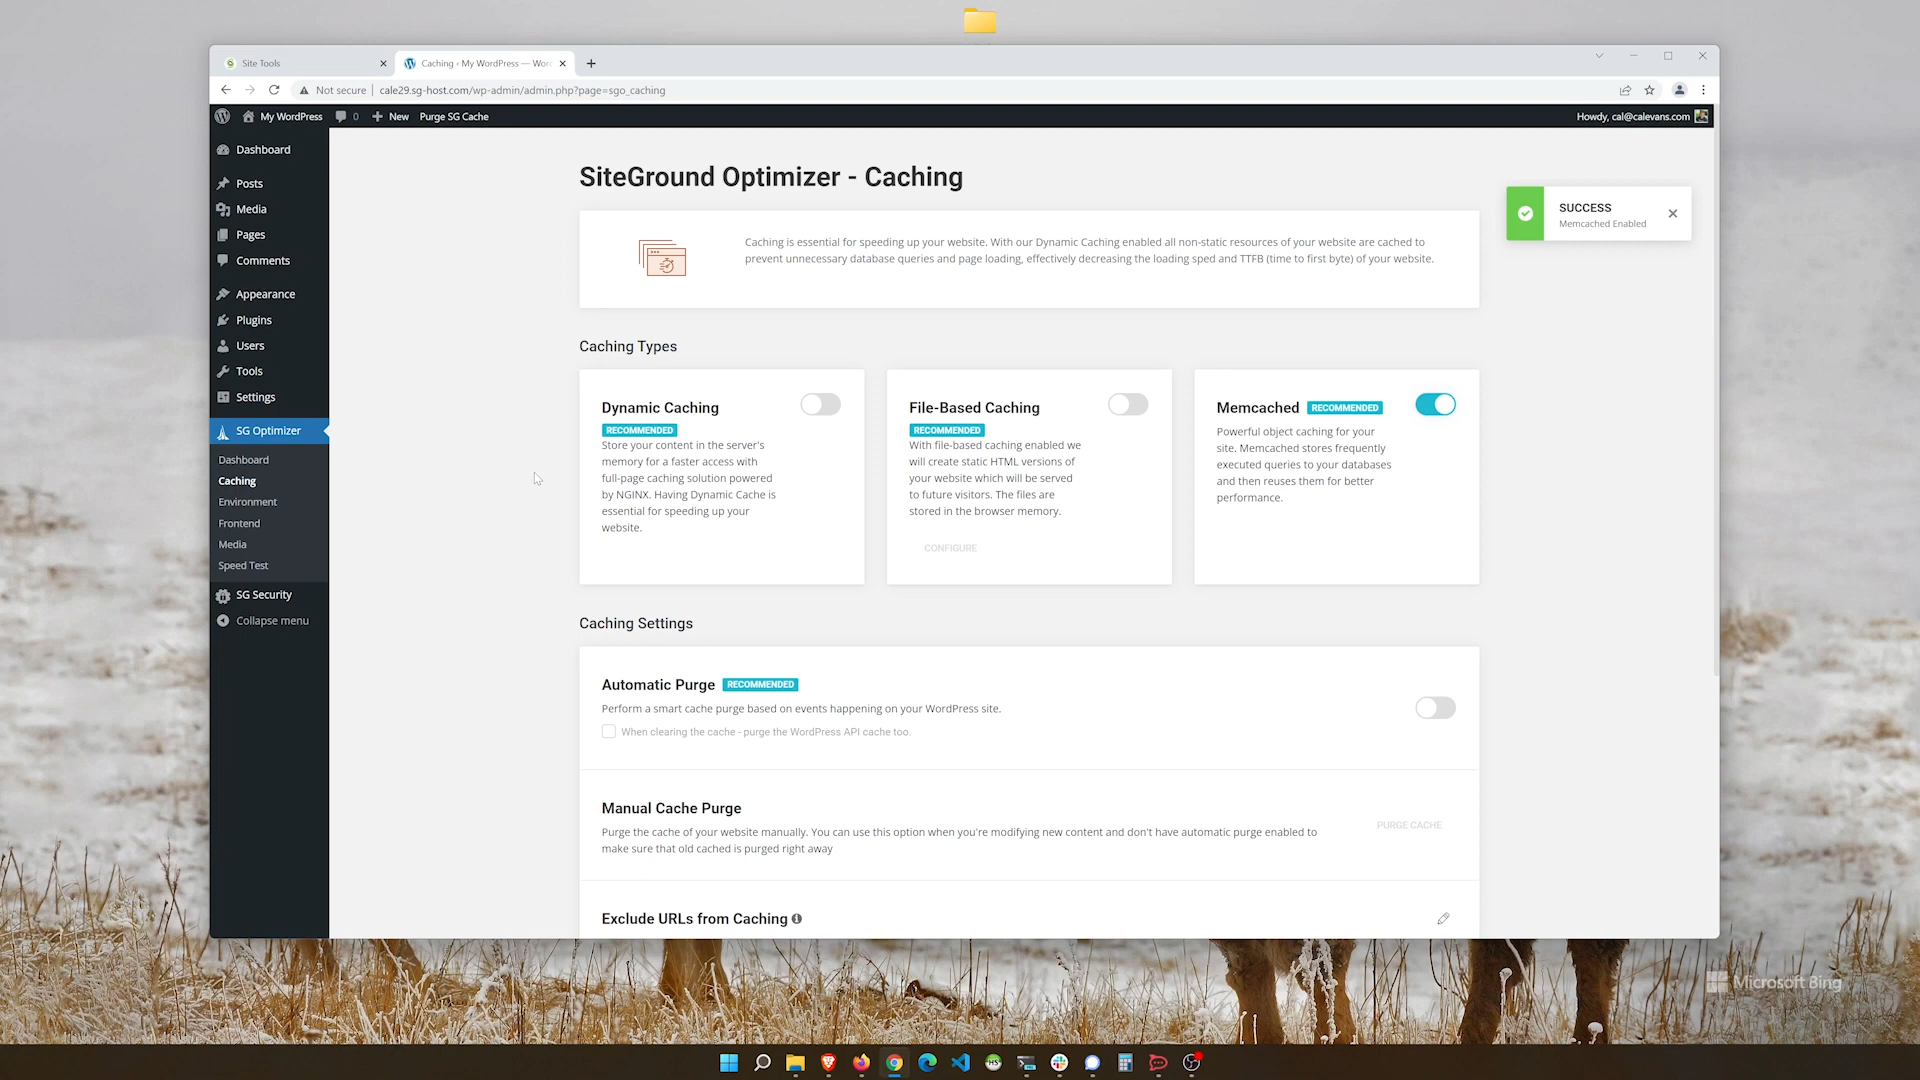 Site Tools
Caching ‹ My WordPress — Wor
Not secure
cale29.sg-host.com/wp-admin/admin.php?page=sgo_caching
My WordPress
0
New
Purge SG Cache
Howdy, cal@calevans.com
Dashboard
Posts
Media
Pages
Comments
Appearance
Plugins
Users
Tools
Settings
SG Optimizer
Dashboard
Caching
Environment
Frontend
Media
Speed Test
SG Security
Collapse menu
SiteGround Optimizer - Caching
Caching is essential for speeding up your website. With our Dynamic Caching enabled all non-static resources of your website are cached to
prevent unnecessary database queries and page loading, effectively decreasing the loading sped and TTFB (time to first byte) of your website.
SUCCESS
Memcached Enabled
Caching Types
Dynamic Caching
RECOMMENDED
Store your content in the server's
memory for a faster access with
full-page caching solution powered
by NGINX. Having Dynamic Cache is
essential for speeding up your
website.
File-Based Caching
RECOMMENDED
With file-based caching enabled we
will create static HTML versions of
your website which will be served
to future visitors. The files are
stored in the browser memory.
CONFIGURE
Memcached RECOMMENDED
Powerful object caching for your
site. Memcached stores frequently
executed queries to your databases
and then reuses them for better
performance.
Caching Settings
Automatic Purge RECOMMENDED
Perform a smart cache purge based on events happening on your WordPress site.
When clearing the cache - purge the WordPress API cache too.
Manual Cache Purge
Purge the cache of your website manually. You can use this option when you're modifying new content and don't have automatic purge enabled to
make sure that old cached is purged right away
PURGE CACHE
Exclude URLs from Caching
Microsoft Bing